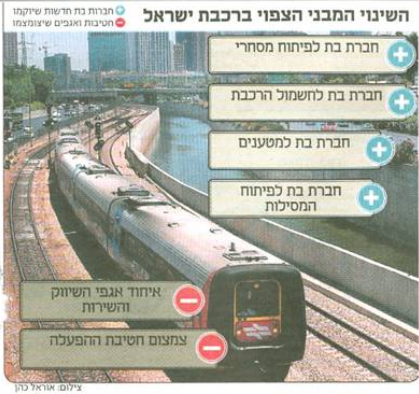 השינוי המבני הצפוי ברכבת ישראל
חברות בת חדשות שיוקמו
חטיבות ואגפים שיצומצמו
חברת בת לפיתוח מסחרי
חברת בת לחשמול הרכבת
חברת בת למטענים
חברת בת לפיתוח
המסילות
איחוד אגפי השיווק
והשירות
צמצום חטיבת ההפעלה
צילום: אוראל כהן